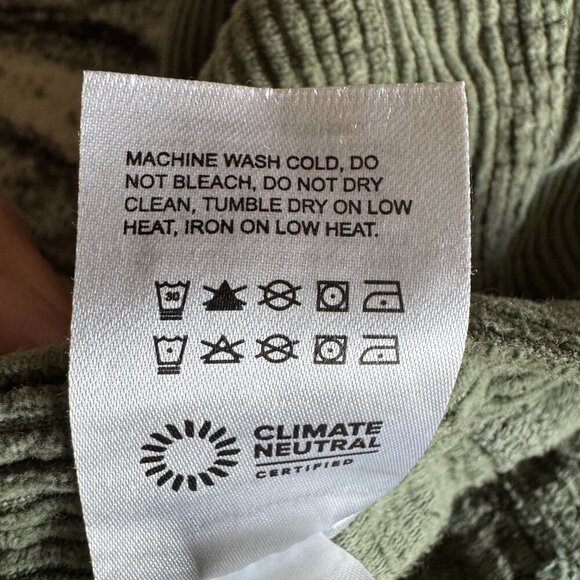 MACHINE WASH COLD, DO
NOT BLEACH, DO NOT DRY
CLEAN, TUMBLE DRY ON LOW
HEAT, IRON ON LOW HEAT.
30
CLIMATE
NEUTRAL
CERTIFIED